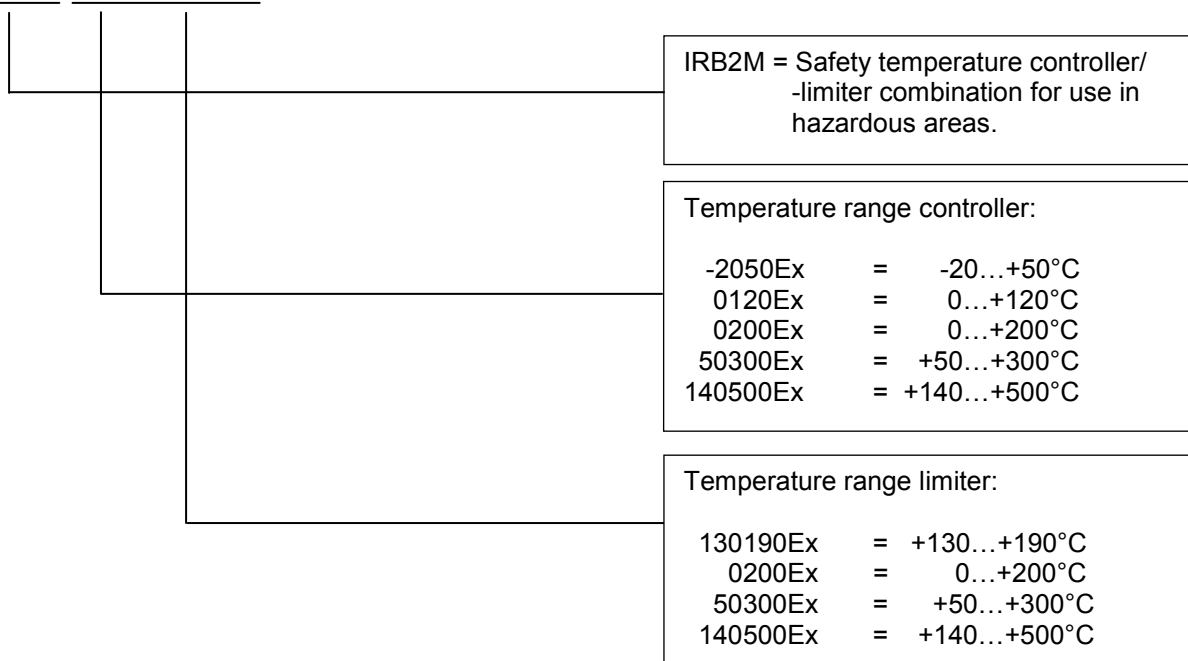 IRB2M = Safety temperature controller/
-limiter combination for use in
hazardous areas.
Temperature range controller:
-2050Ex = -20…+50°C
0120Ex = 0…+120°C
0200Ex = 0…+200°C
50300Ex = +50…+300°C
140500Ex = +140…+500°C
Temperature range limiter:
130190Ex = +130…+190°C
0200Ex = 0…+200°C
50300Ex = +50…+300°C
140500Ex = +140…+500°C